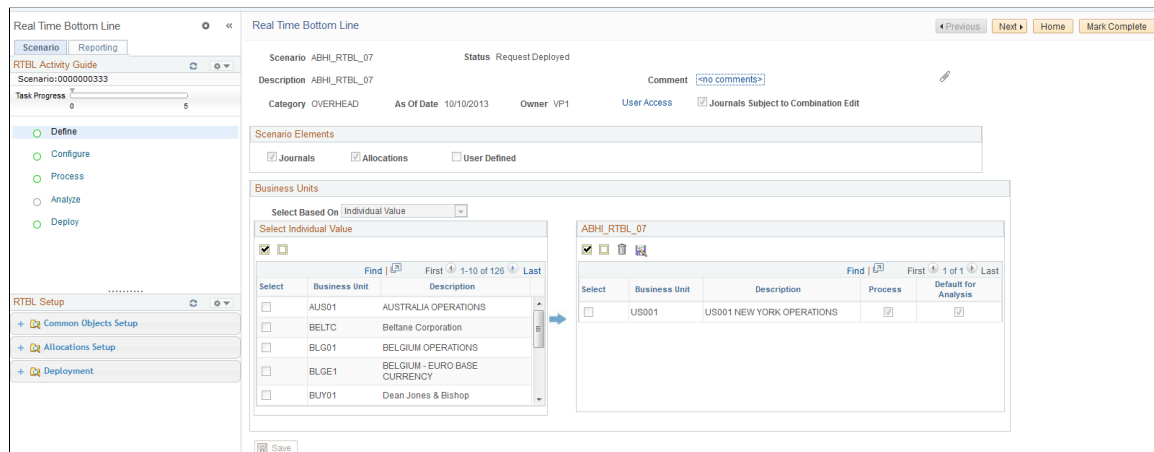 Real Time Bottom Line
Scenario Reporting
RTBL Activity Guide
Scenario:0000000333
Task Progress
0 5
Define
Configure
Process
Analyze
Deploy
RTBL Setup
+ Common Objects Setup
+ Allocations Setup
+ Deployment
Real Time Bottom Line
Previous Next Home Mark Complete
Scenario ABHI_RTBL_07 Status Request Deployed
Description ABHI_RTBL_07 Comment <no comments>
Category OVERHEAD As Of Date 10/10/2013 Owner VP1 User Access Journals Subject to Combination Edit
Scenario Elements
Journals Allocations User Defined
Business Units
Select Based On Individual Value
Select Individual Value
Find | First 1-10 of 126 Last
Select Business Unit Description
AUS01 AUSTRALIA OPERATIONS
BELTC Beltane Corporation
BLG01 BELGIUM OPERATIONS
BLGE1 BELGIUM - EURO BASE
CURRENCY
BUY01 Dean Jones & Bishop
ABHI_RTBL_07
Find | First 1 of 1 Last
Select Business Unit Description Process Default for
Analysis
US001 US001 NEW YORK OPERATIONS
Save